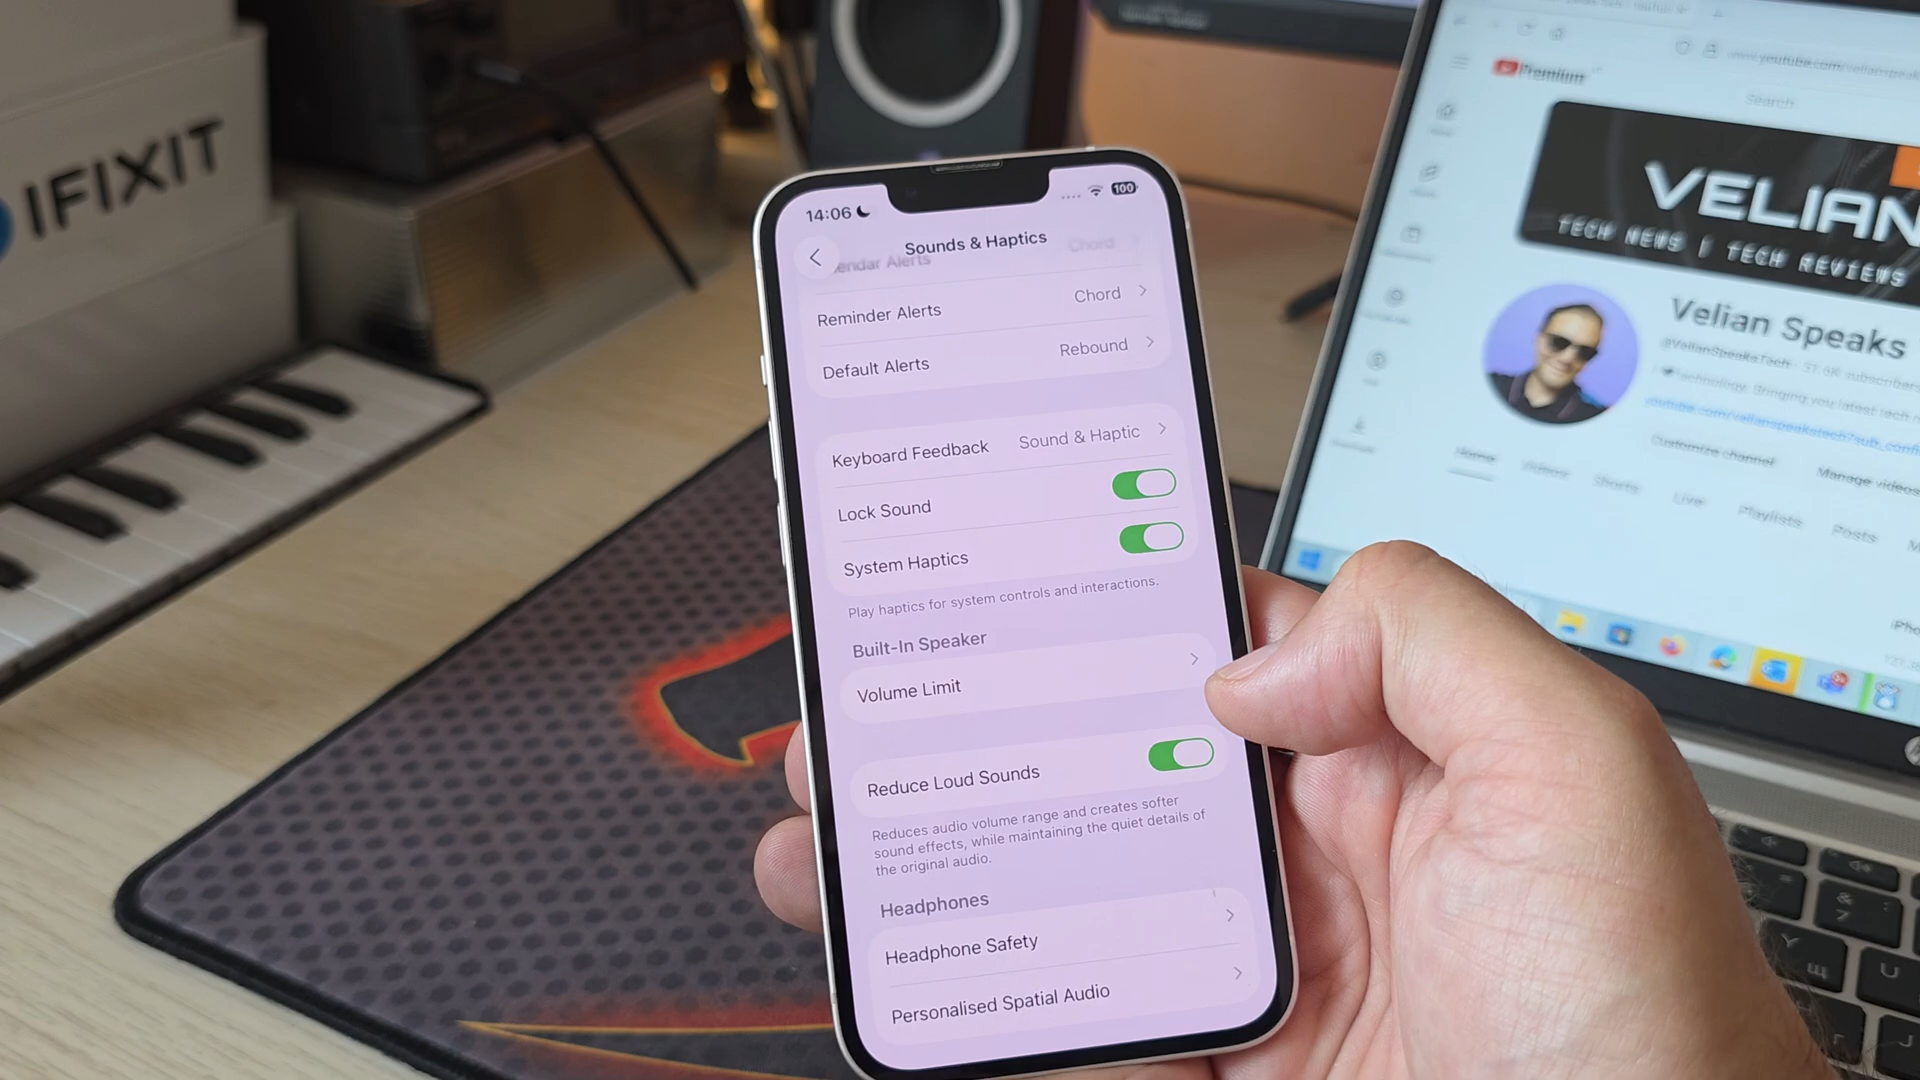 IFIXIT
14:06
100
Sounds & Haptics
endar Alerts
Chord
Reminder Alerts
Chord
Default Alerts
Rebound
Keyboard Feedback
Sound & Haptic
Lock Sound
System Haptics
Play haptics for system controls and interactions.
Built-In Speaker
Volume Limit
Reduce Loud Sounds
Reduces audio volume range and creates softer
sound effects, while maintaining the quiet details of
the original audio.
Headphones
Headphone Safety
Personalised Spatial Audio
Premium
Search
VELIAN
TECH NEWS | TECH REVIEWS
Velian Speaks
@VelianSpeaksTech
Customize channel
Manage videos
Home
Videos
Shorts
Live
Playlists
Posts
&
7
У
Щ
U
J